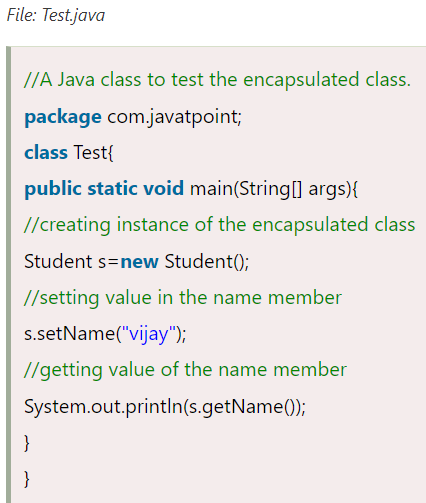 File: Test.java
//A Java class to test the encapsulated class.
package com.javatpoint;
class Test{
public static void main(String[] args){
//creating instance of the encapsulated class
Student s=new Student();
//setting value in the name member
s.setName("vijay");
//getting value of the name member
System.out.println(s.getName());
}
}